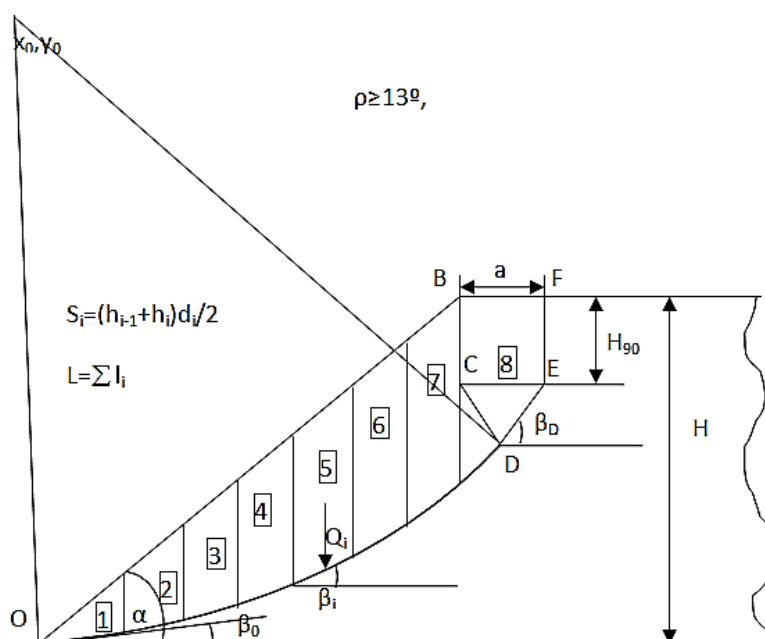 x₀,y₀
ρ≥13º,
B a F
Sᵢ=(hᵢ₋₁+hᵢ)dᵢ/2
H₉₀
L=∑ lᵢ
7 C 8 E
6 H
β_D
5 D
4
3 Qᵢ
2 βᵢ
O 1 α β₀